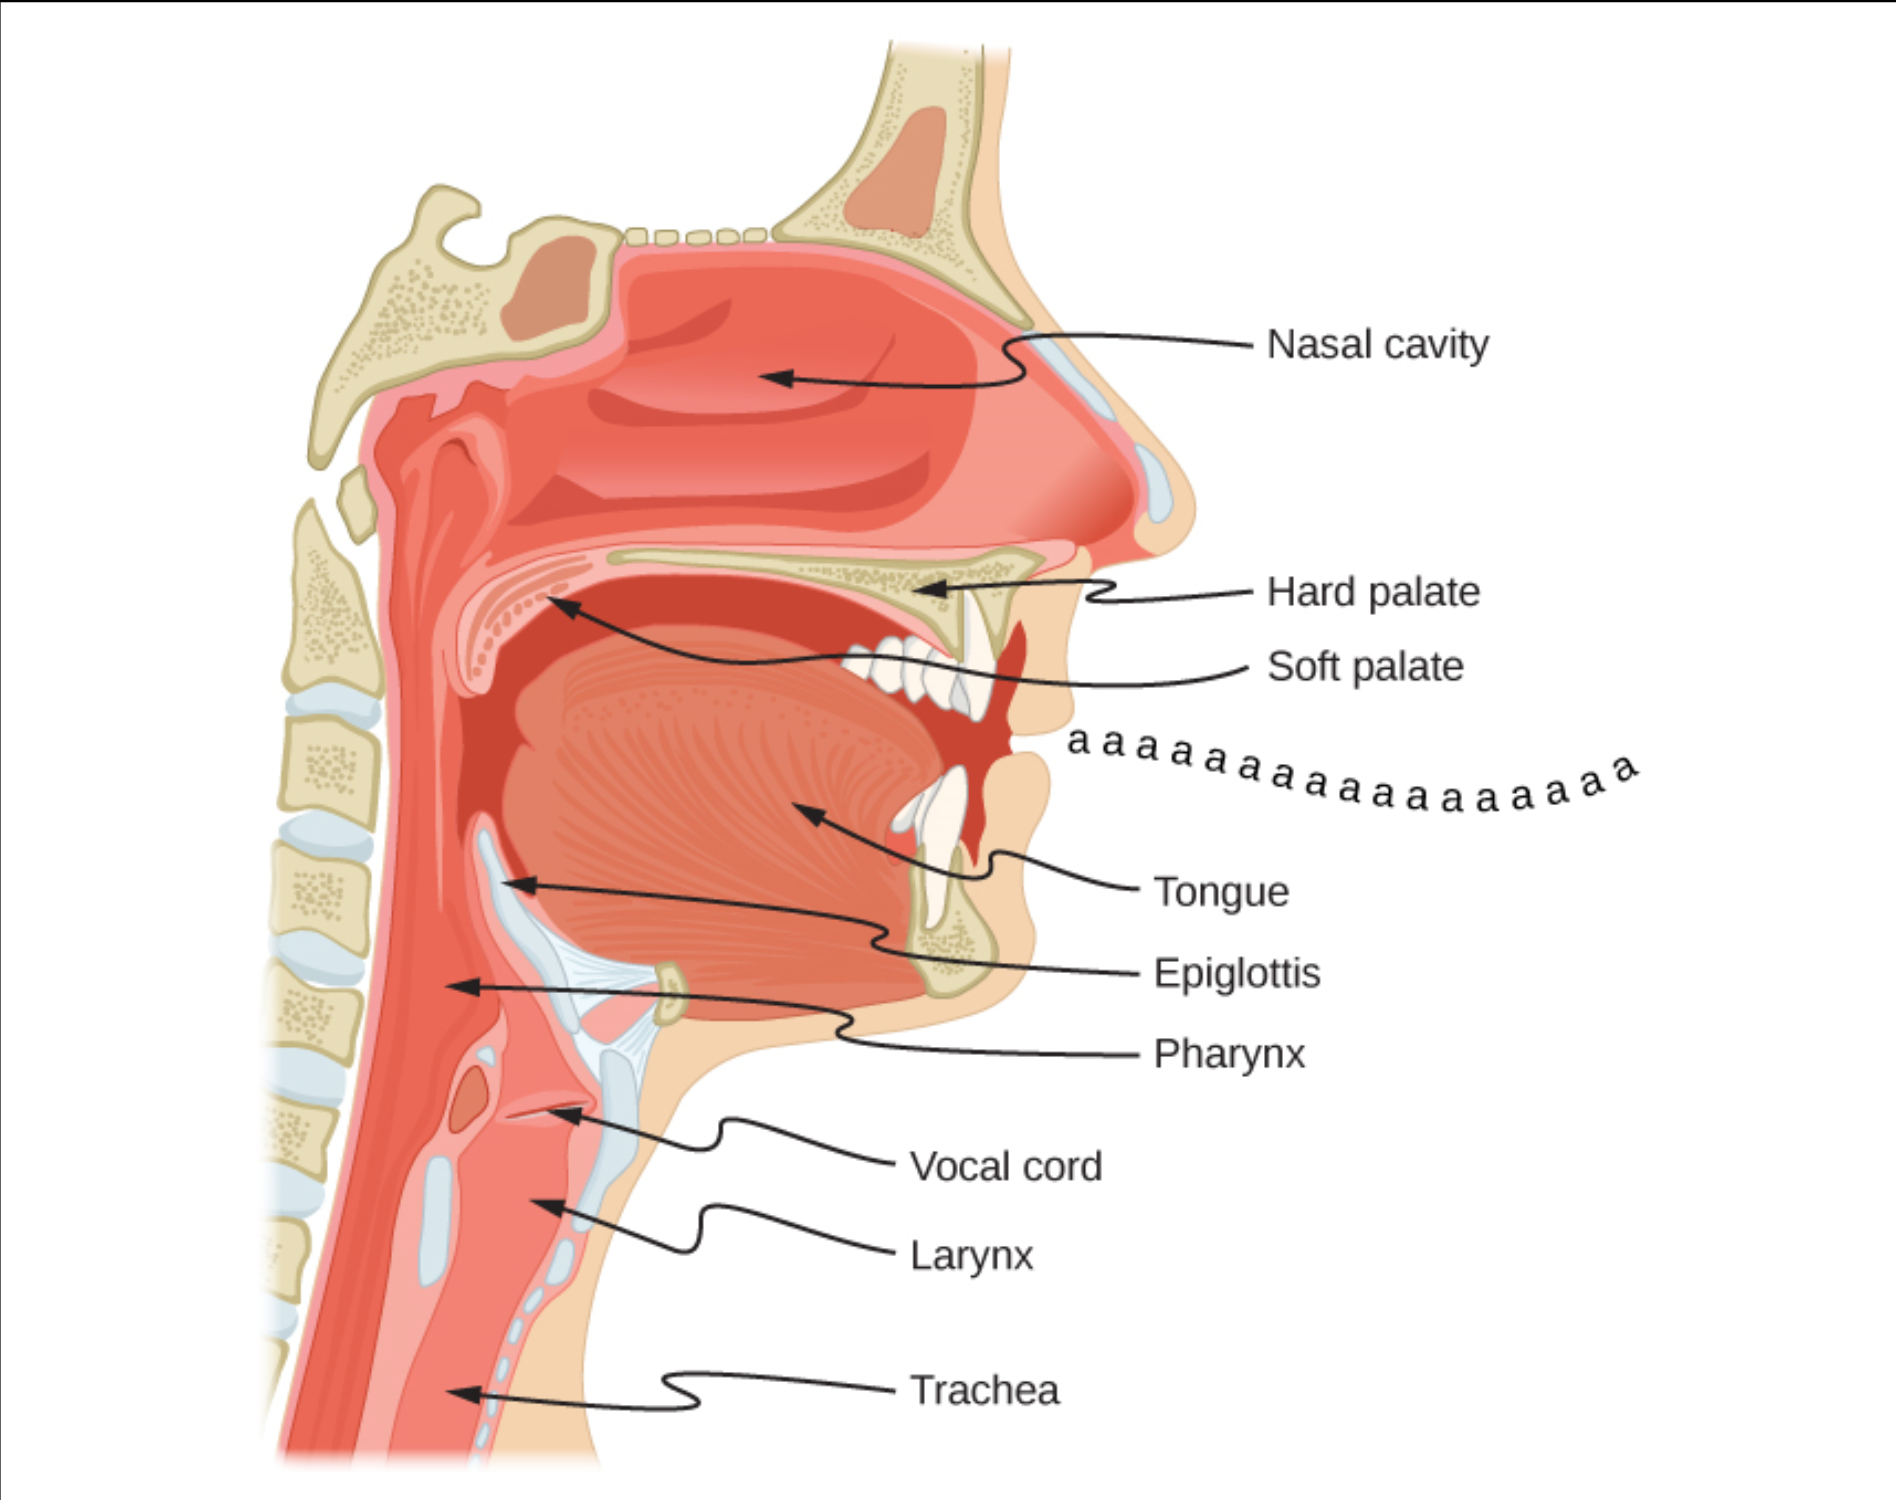 Nasal cavity
Hard palate
Soft palate
a a a a a a a a a a a a a a a a a
Tongue
Epiglottis
Pharynx
Vocal cord
Larynx
Trachea